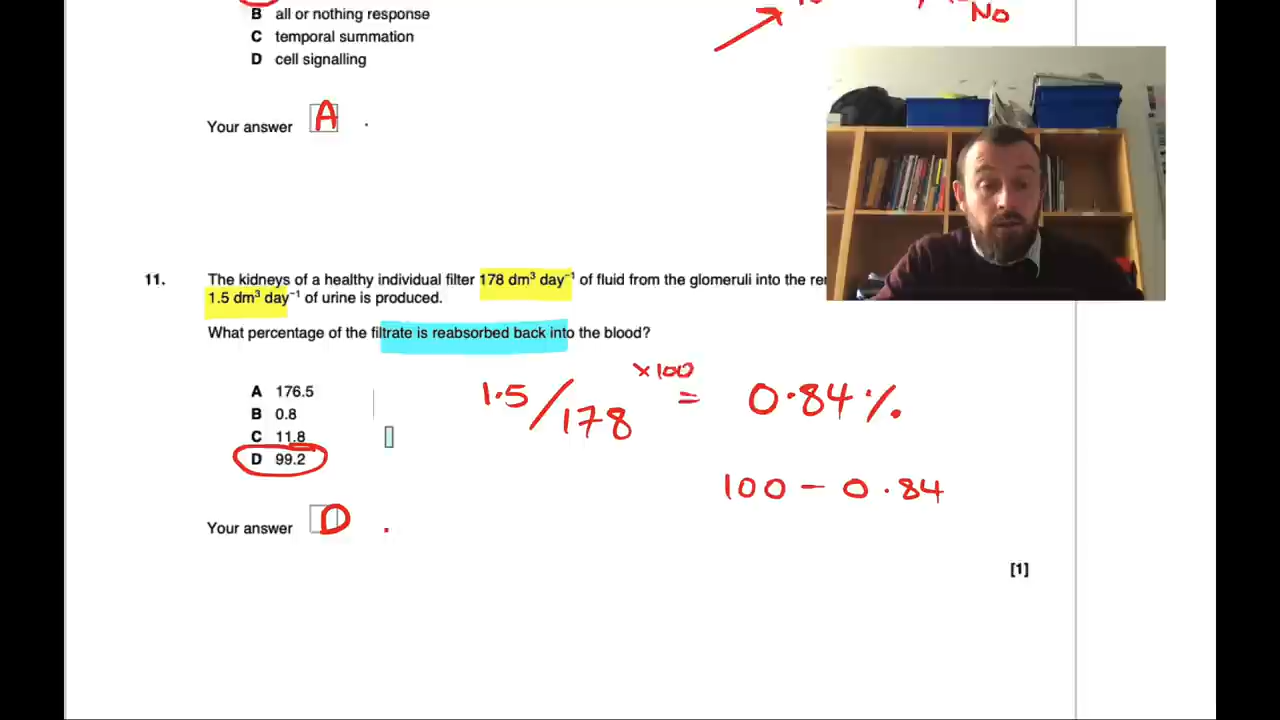 B all or nothing response
No
C temporal summation
D cell signalling
Your answer A
11. The kidneys of a healthy individual filter 178 dm³ day⁻¹ of fluid from the glomeruli into the
1.5 dm³ day⁻¹ of urine is produced.
What percentage of the filtrate is reabsorbed back into the blood?
A 176.5
B 0.8
C 11.8
D 99.2
1.5/178 ×100 = 0.84%
100 - 0.84
Your answer D
[1]